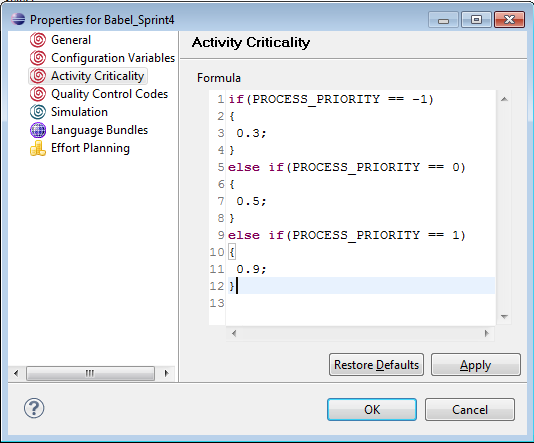 Properties for Babel_Sprint4
General
Configuration Variables
Activity Criticality
Quality Control Codes
Simulation
Language Bundles
Effort Planning
Activity Criticality
Formula
1 if(PROCESS_PRIORITY == -1)
2 {
3 0.3;
4 }
5 else if(PROCESS_PRIORITY == 0)
6 {
7 0.5;
8 }
9 else if(PROCESS_PRIORITY == 1)
10 {
11 0.9;
12 }
13
Restore Defaults
Apply
?
OK
Cancel